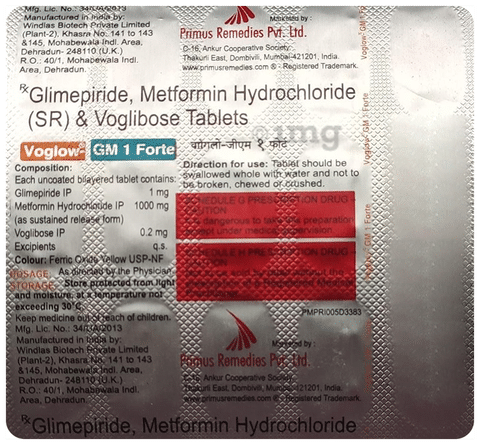 Mfg. Lic. No.: 34/UA/2013
Manufactured in India by:
Windlas Biotech Private Limited
(Plant-2), Khasra No. 141 to 143
&145, Mohabewala Indl. Area,
Dehradun- 248110 (U.K.)
R.O.: 40/1, Mohabewala Indl.
Area, Dehradun.
Marketed by :
Primus Remedies Pvt. Ltd.
C-16, Ankur Cooperative Society,
Thakurli East, Dombivili, Mumbai-421201, India.
www.primusremedies.com ® - Registered Trademark.
Rx Glimepiride, Metformin Hydrochloride
(SR) & Voglibose Tablets
1mg
Voglow- GM 1 Forte
वोगलो-जीएम १ फोर्ट
Composition:
Each uncoated bilayered tablet contains:
Glimepiride IP 1 mg
Metformin Hydrochloride IP 1000 mg
(as sustained release form)
Voglibose IP 0.2 mg
Excipients q.s.
Colour: Ferric Oxide Yellow USP-NF
DOSAGE: As directed by the Physician
STORAGE: Store protected from light
and moisture, at a temperature not
exceeding 30°C.
Keep medicine out of reach of children.
Direction for use: Tablet should be
swallowed whole with water and not to
be broken, chewed or crushed.
SCHEDULE G PRESCRIPTION DRUG -
CAUTION
It is dangerous to take this preparation
except under medical supervision.
SCHEDULE H PRESCRIPTION DRUG -
PMPRI005D3383
Mfg. Lic. No.: 34/UA/2013
Manufactured in India by:
Windlas Biotech Private Limited
(Plant-2), Khasra No. 141 to 143
&145, Mohabewala Indl. Area,
Dehradun- 248110 (U.K.)
R.O.: 40/1, Mohabewala Indl.
Area, Dehradun.
Marketed by :
Primus Remedies Pvt. Ltd.
C-16, Ankur Cooperative Society,
Thakurli East, Dombivili, Mumbai-421201, India.
www.primusremedies.com ® - Registered Trademark.
Rx Glimepiride, Metformin Hydrochloride
Voglow- GM 1 Forte